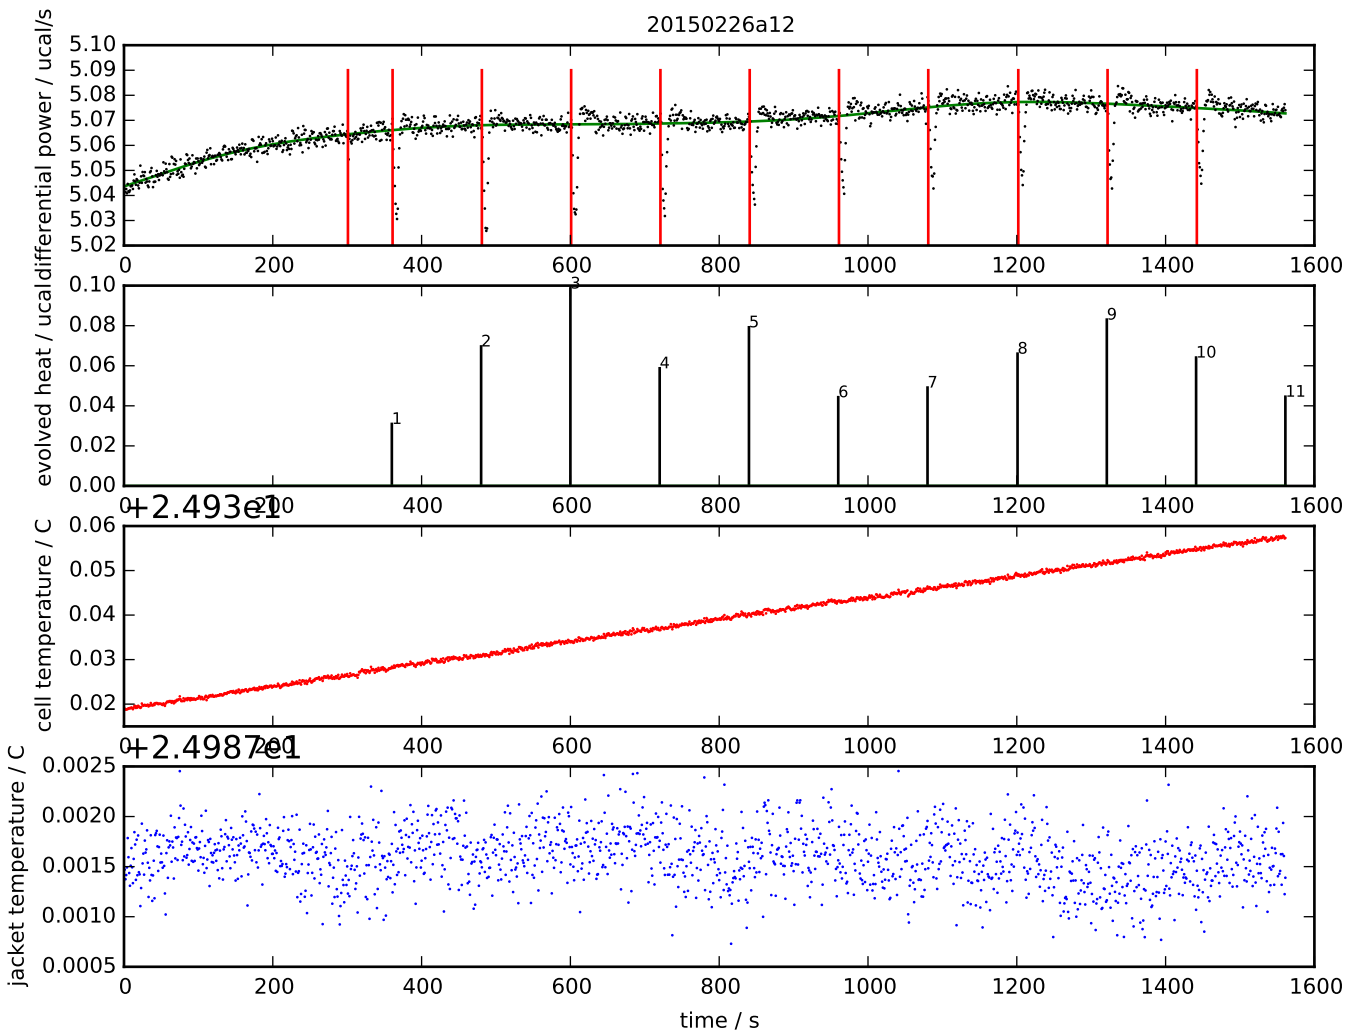 20150226a12
differential power / ucal/s
5.10
5.09
5.08
5.07
5.06
5.05
5.04
5.03
5.02
0 200 400 600 800 1000 1200 1400 1600
evolved heat / ucal
0.10
0.08
0.06
0.04
0.02
0.00
1 2 3 4 5 6 7 8 9 10 11
0 200 400 600 800 1000 1200 1400 1600
+2.493e1
cell temperature / C
0.06
0.05
0.04
0.03
0.02
0 200 400 600 800 1000 1200 1400 1600
+2.4987e1
jacket temperature / C
0.0025
0.0020
0.0015
0.0010
0.0005
0 200 400 600 800 1000 1200 1400 1600
time / s